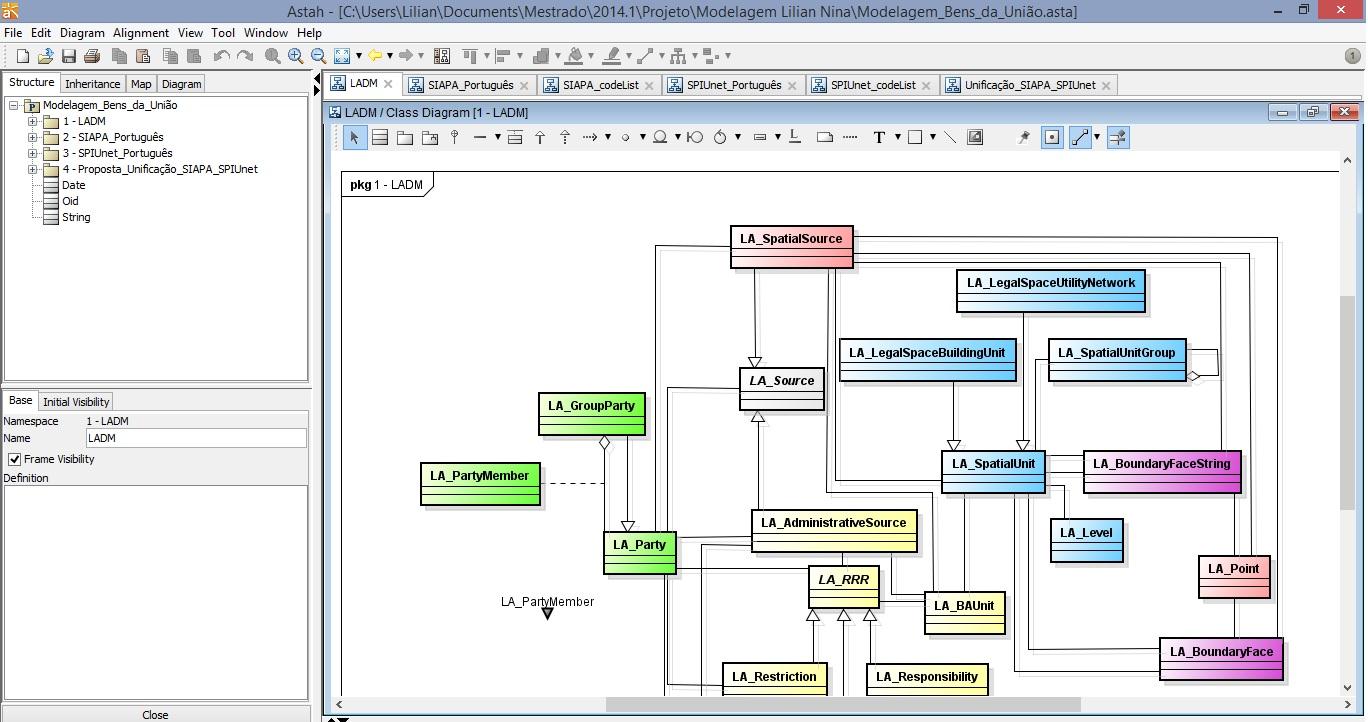 Astah - [C:\Users\Lilian\Documents\Mestrado\2014.1\Projeto\Modelagem Lilian Nina\Modelagem_Bens_da_União.asta]
File Edit Diagram Alignment View Tool Window Help
1
Structure Inheritance Map Diagram
LADM SIAPA_Português SIAPA_codeList SPIUnet_Português SPIUnet_codeList Unificação_SIAPA_SPIUnet
Modelagem_Bens_da_União
1 - LADM
2 - SIAPA_Português
3 - SPIUnet_Português
4 - Proposta_Unificação_SIAPA_SPIUnet
Date
Oid
String
Base Initial Visibility
Namespace 1 - LADM
Name LADM
Frame Visibility
Definition
Close
LADM / Class Diagram [1 - LADM]
T
pkg 1 - LADM
LA_SpatialSource
LA_LegalSpaceUtilityNetwork
LA_LegalSpaceBuildingUnit
LA_SpatialUnitGroup
LA_Source
LA_GroupParty
LA_PartyMember
LA_SpatialUnit
LA_BoundaryFaceString
LA_AdministrativeSource
LA_Level
LA_Party
LA_Point
LA_RRR
LA_PartyMember
LA_BAUnit
LA_BoundaryFace
LA_Restriction
LA_Responsibility